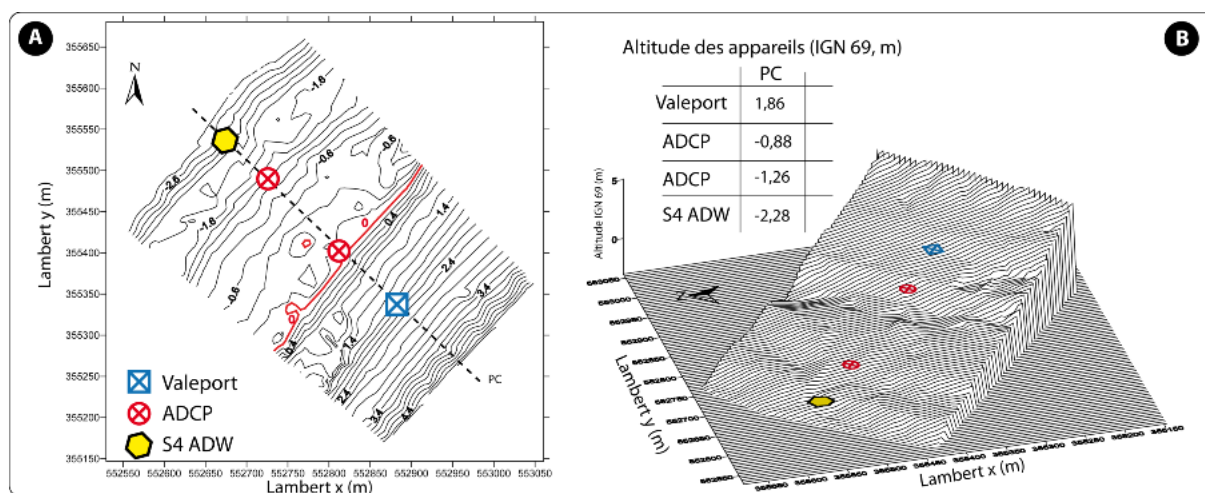 A
B
Altitude des appareils (IGN 69, m)
PC
Valeport 1,86
ADCP -0,88
ADCP -1,26
S4 ADW -2,28
N
355650
355600
355550
355500
355450
355400
355350
355300
355250
355200
355150
Lambert y (m)
552550 552600 552650 552700 552750 552800 552850 552900 552950 553000 553050
Lambert x (m)
-1.6
-0.6
-0.6
-2.6
-1.6
-0.6
0.4
1.4
2.4
3.4
0
0
0
0.4
1.4
2.4
3.4
4.4
PC
Valeport
ADCP
S4 ADW
Altitude IGN 69 (m)
5
0
Lambert y (m)
Lambert x (m)